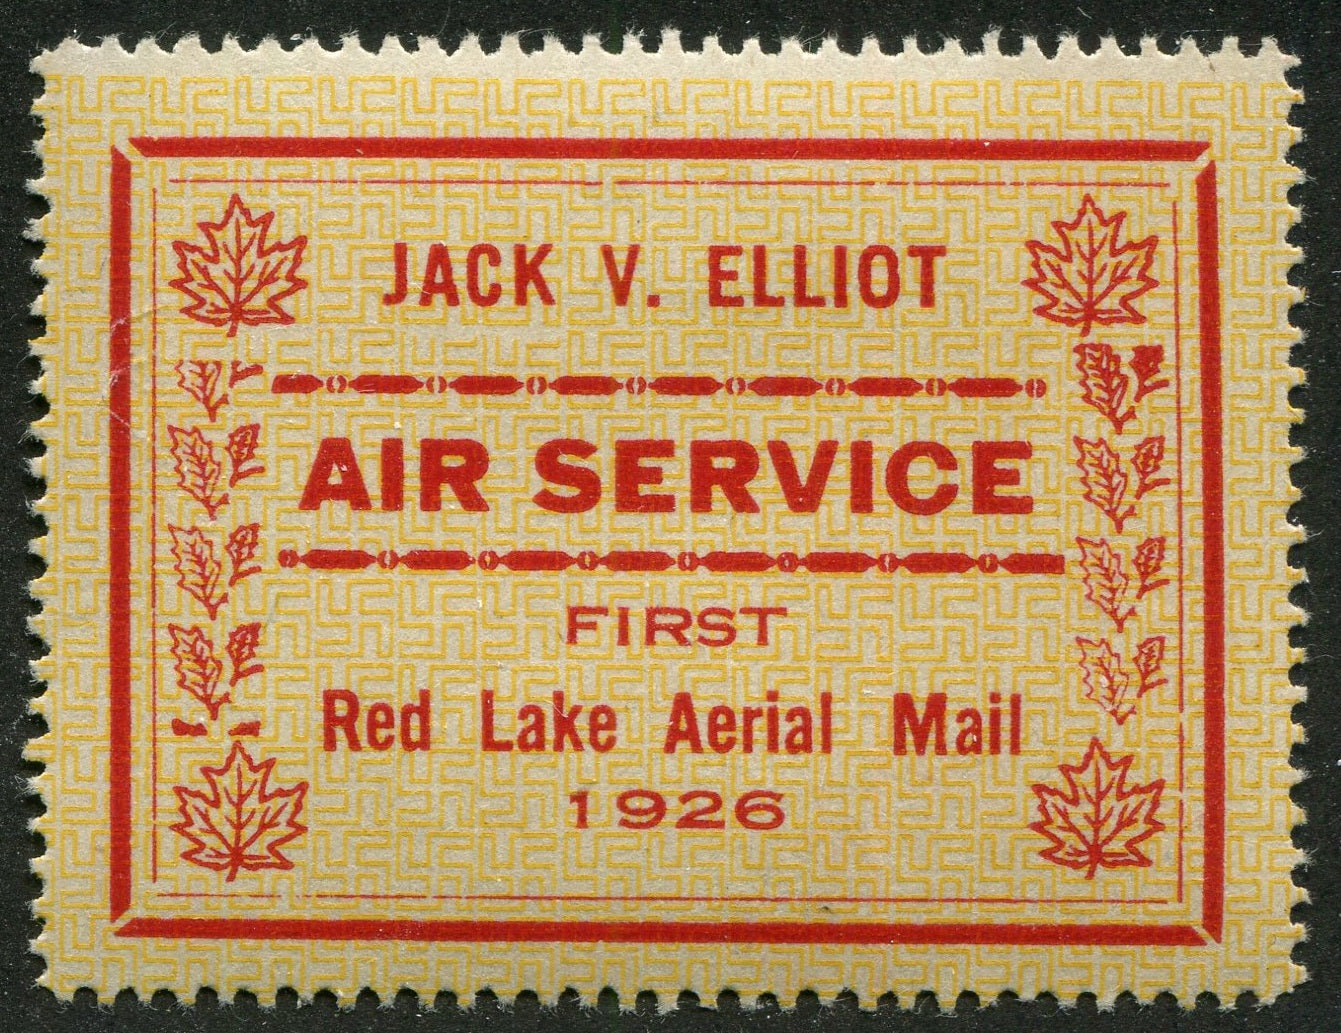 JACK V. ELLIOT
AIR SERVICE
FIRST
Red Lake Aerial Mail
1926